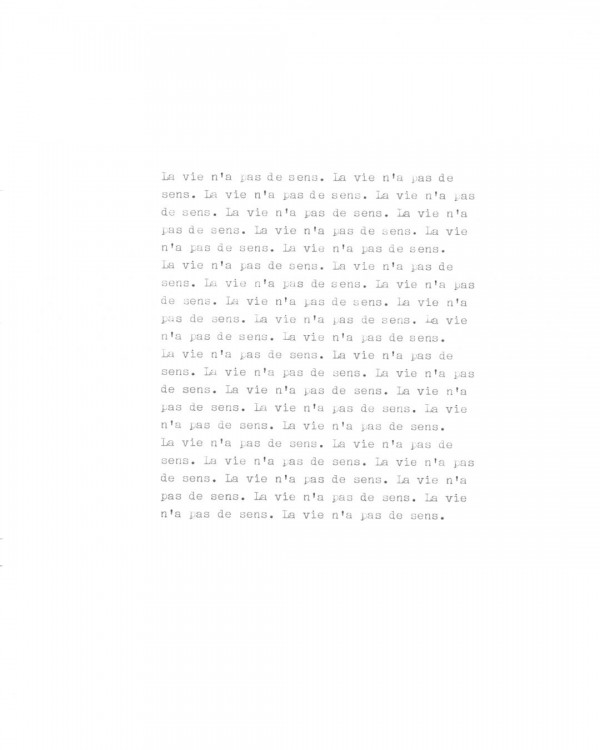 La vie n'a pas de sens. La vie n'a pas de
sens. La vie n'a pas de sens. La vie n'a pas
de sens. La vie n'a pas de sens. La vie n'a
pas de sens. La vie n'a pas de sens. La vie
n'a pas de sens. La vie n'a pas de sens.
La vie n'a pas de sens. La vie n'a pas de
sens. La vie n'a pas de sens. La vie n'a pas
de sens. La vie n'a pas de sens. La vie n'a
pas de sens. La vie n'a pas de sens. La vie
n'a pas de sens. La vie n'a pas de sens.
La vie n'a pas de sens. La vie n'a pas de
sens. La vie n'a pas de sens. La vie n'a pas
de sens. La vie n'a pas de sens. La vie n'a
pas de sens. La vie n'a pas de sens. La vie
n'a pas de sens. La vie n'a pas de sens.
La vie n'a pas de sens. La vie n'a pas de
sens. La vie n'a pas de sens. La vie n'a pas
de sens. La vie n'a pas de sens. La vie n'a
pas de sens. La vie n'a pas de sens. La vie
n'a pas de sens. La vie n'a pas de sens.